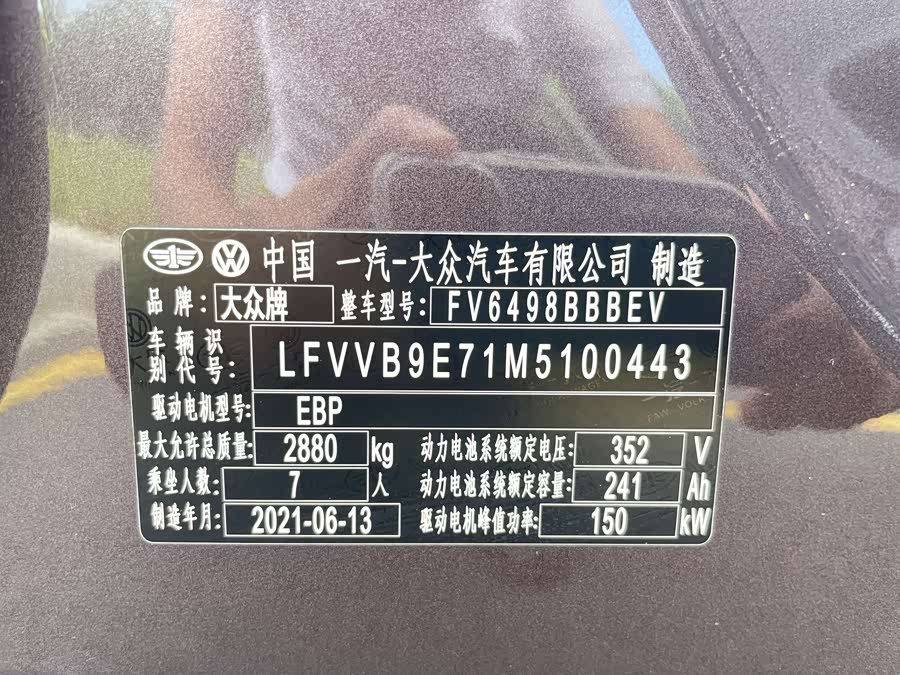 中国 一汽-大众汽车有限公司 制造
品牌: 大众牌 整车型号: FV6498BBBEV
车辆识别代号: LFVVB9E71M5100443
驱动电机型号: EBP
最大允许总质量: 2880 kg 动力电池系统额定电压: 352 V
乘坐人数: 7 人 动力电池系统额定容量: 241 Ah
制造年月: 2021-06-13 驱动电机峰值功率: 150 kW